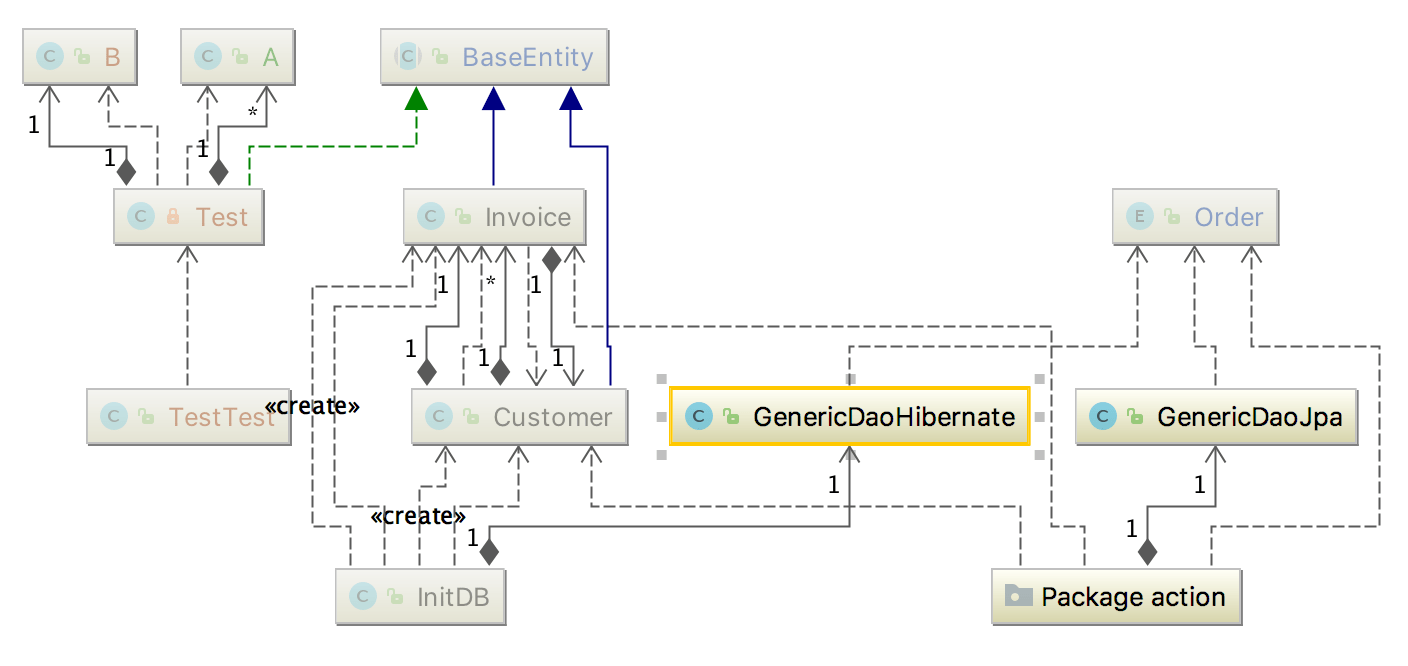 C B
C A
C BaseEntity
1
*
1
1
C Test
C Invoice
E Order
1
*
1
1
1
1
C TestTest
«create»
C Customer
C GenericDaoHibernate
C GenericDaoJpa
1
1
«create»
1
1
C InitDB
Package action